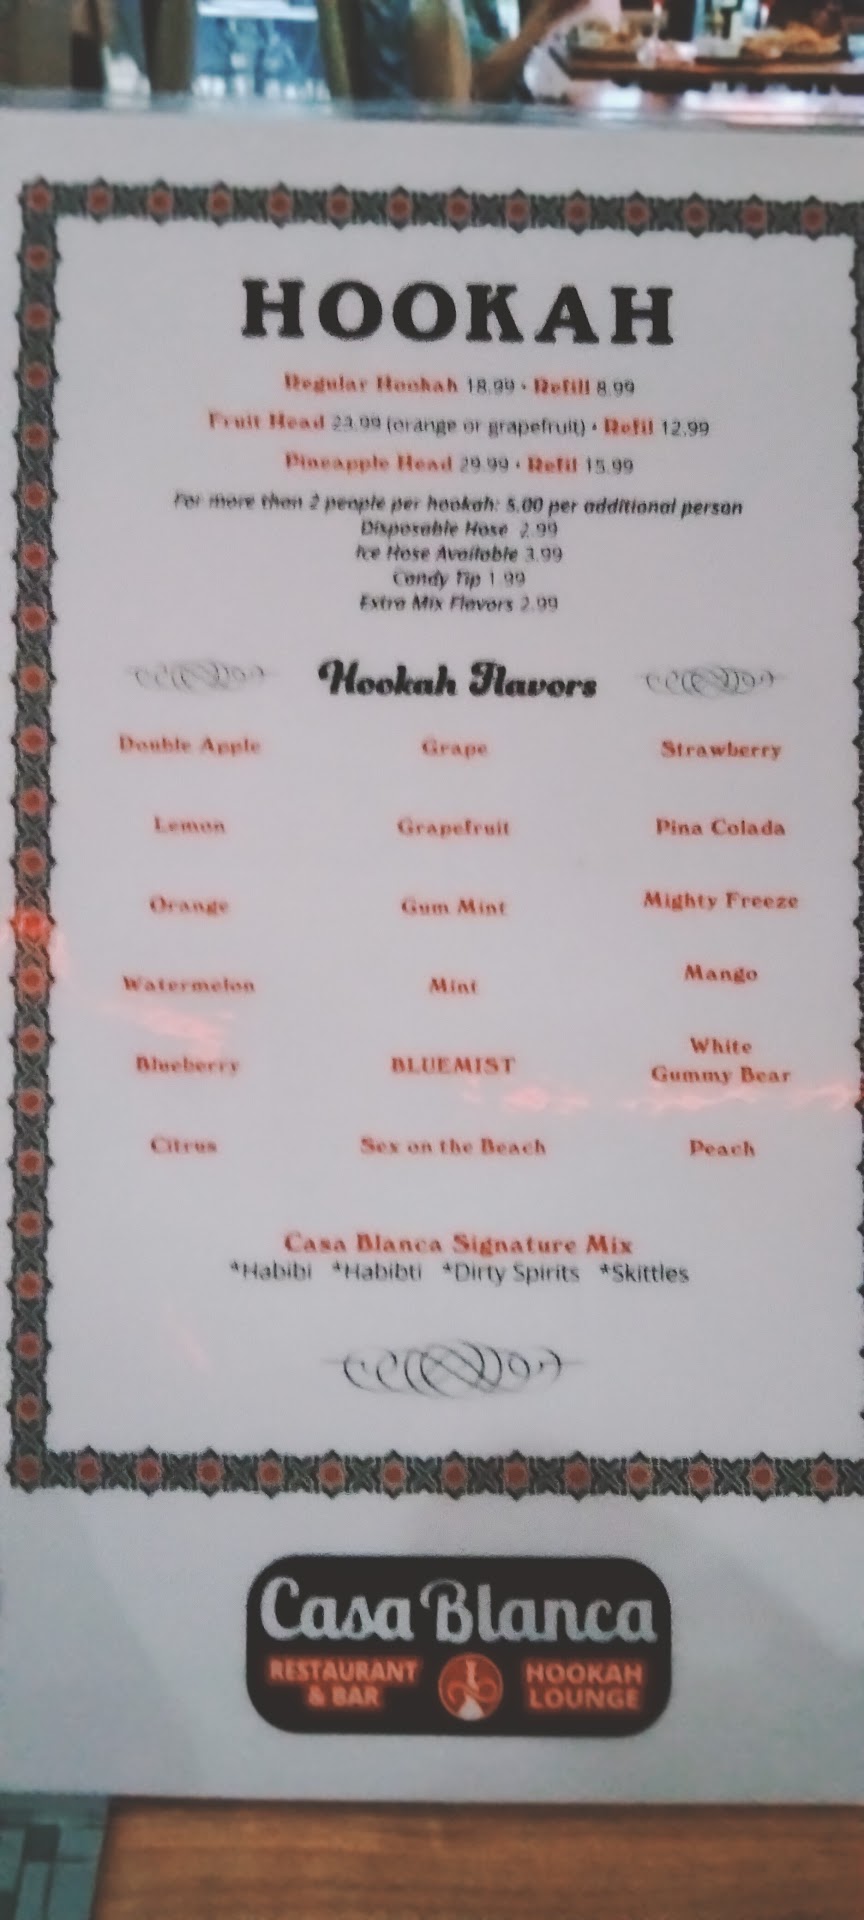 HOOKAH
Regular Hookah 18.99 • Refill 8.99
Fruit Head 23.99 (orange or grapefruit) • Refil 12.99
Pineapple Head 29.99 • Refil 15.99
For more than 2 people per hookah: 5.00 per additional person
Disposable Hose 2.99
Ice Hose Available 3.99
Candy Tip 1.99
Extra Mix Flavors 2.99
Hookah Flavors
Double Apple Grape Strawberry
Lemon Grapefruit Pina Colada
Orange Gum Mint Mighty Freeze
Watermelon Mint Mango
Blueberry BLUEMIST White
Gummy Bear
Citrus Sex on the Beach Peach
Casa Blanca Signature Mix
*Habibi *Habibti *Dirty Spirits *Skittles
Casa Blanca
RESTAURANT HOOKAH
& BAR LOUNGE